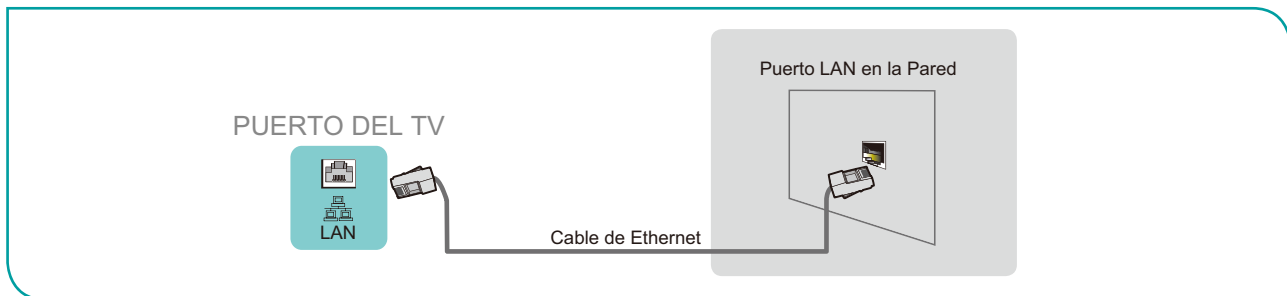 Puerto LAN en la Pared
PUERTO DEL TV
LAN
Cable de Ethernet